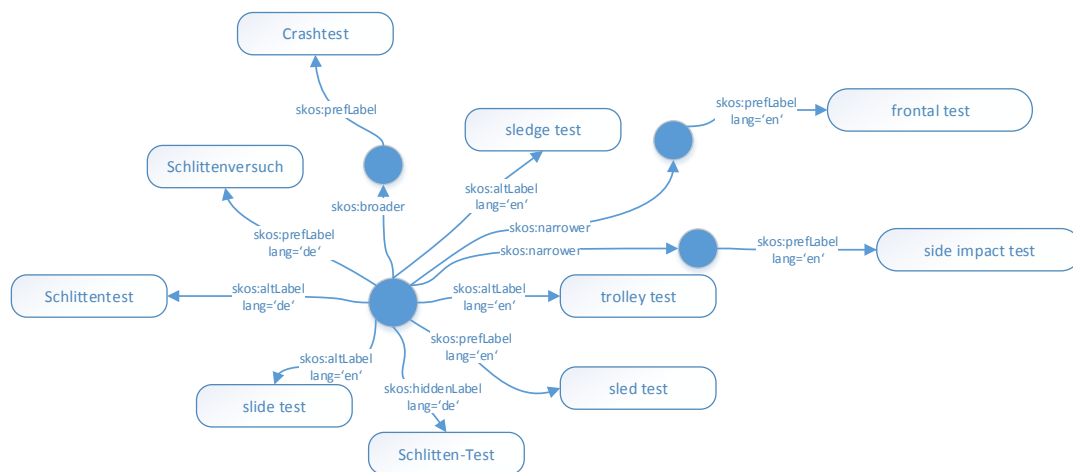 Crashtest
skos:prefLabel
skos:prefLabel
lang=‘en‘
frontal test
sledge test
Schlittenversuch
skos:altLabel
lang=‘en‘
skos:broader
skos:narrower
skos:prefLabel
lang=‘de‘
skos:narrower
skos:prefLabel
lang=‘en‘
side impact test
Schlittentest
skos:altLabel
lang=‘de‘
skos:altLabel
lang=‘en‘
trolley test
skos:prefLabel
lang=‘en‘
skos:altLabel
lang=‘en‘
skos:hiddenLabel
lang=‘de‘
sled test
slide test
Schlitten-Test